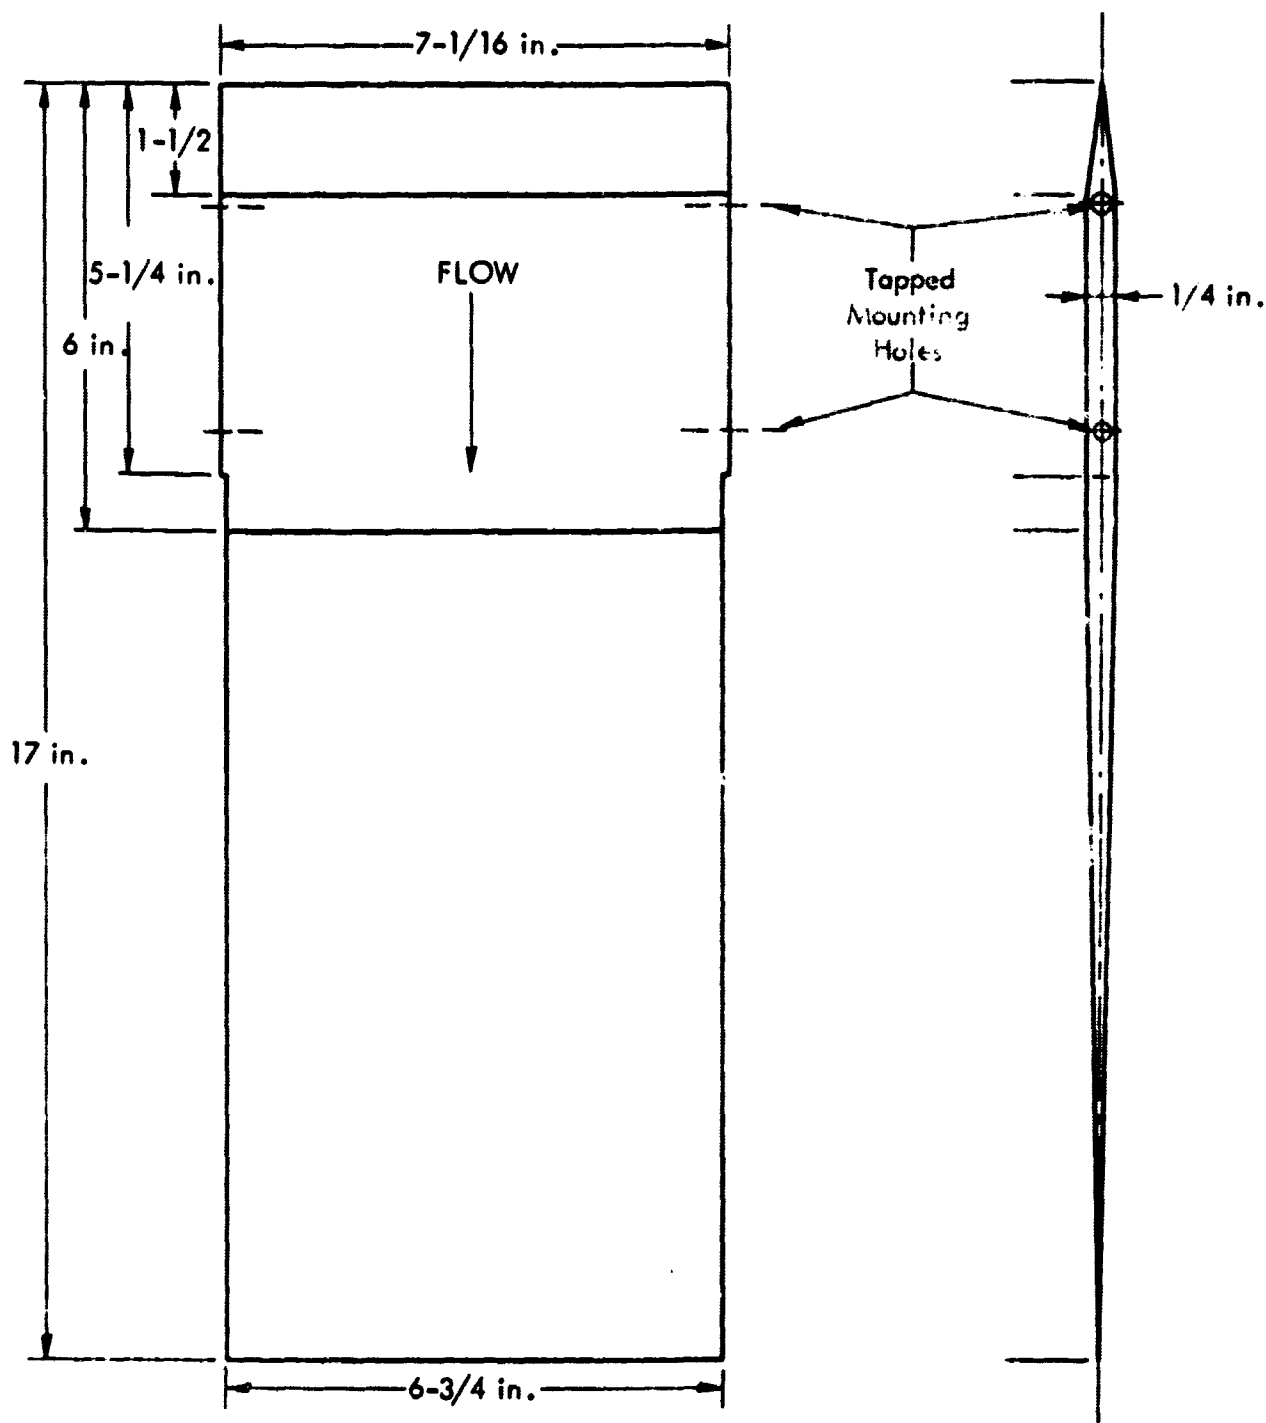 7-1/16 in.
1-1/2
5-1/4 in.
FLOW
6 in.
Tapped
Mounting
Holes
1/4 in.
17 in.
6-3/4 in.